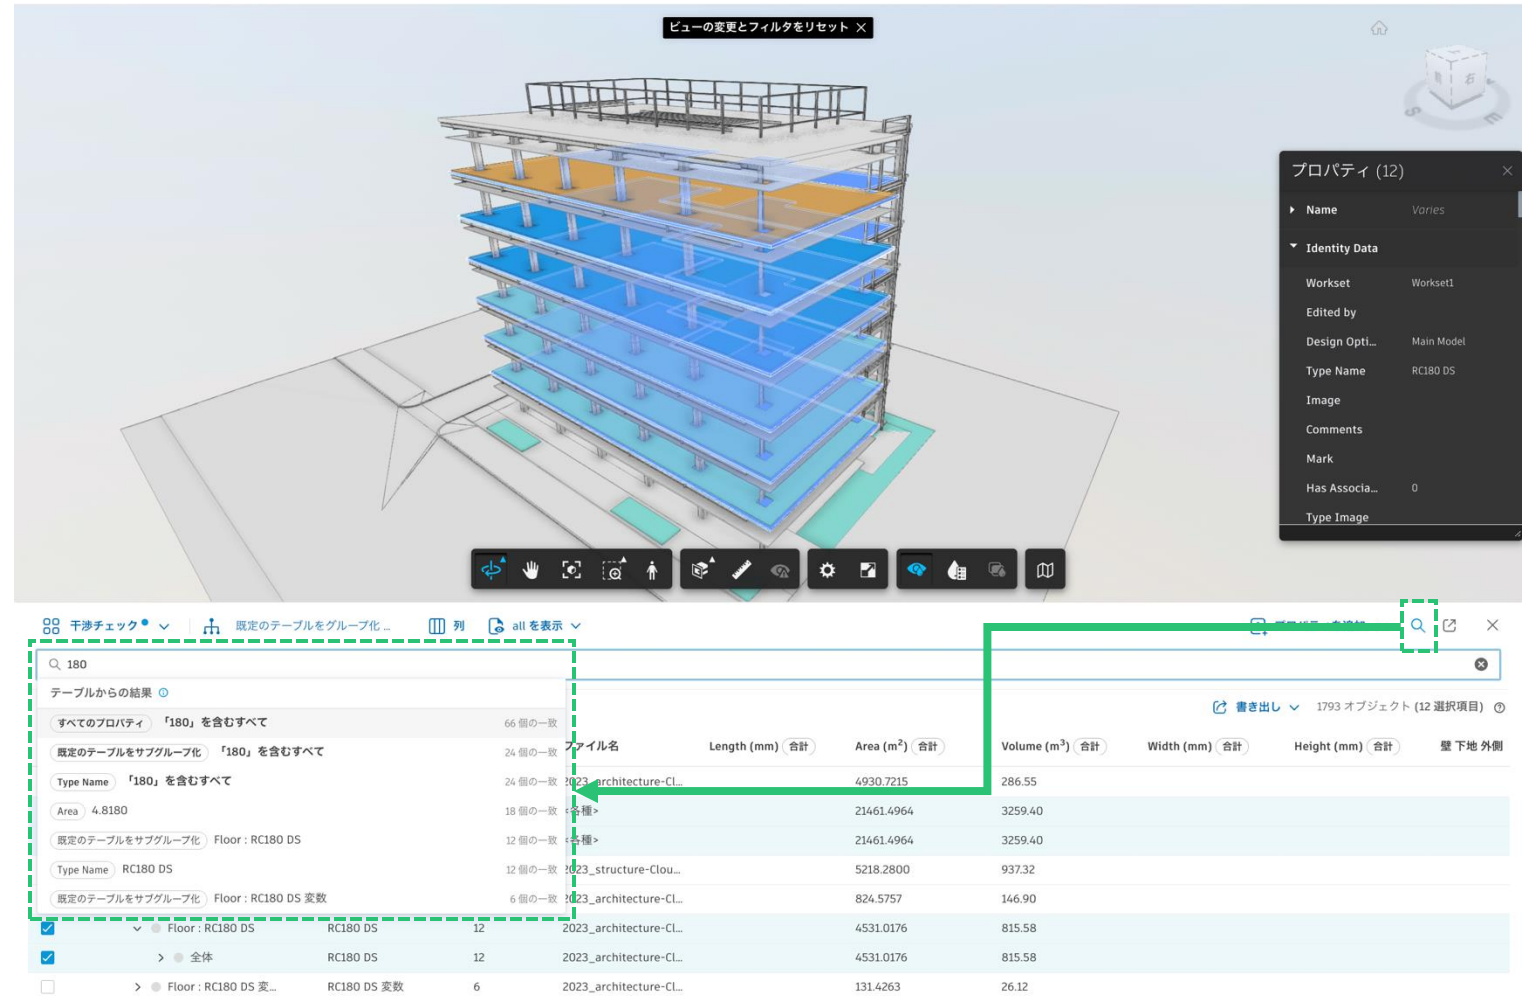 ビューの変更とフィルタをリセット ×
右
S
E
プロパティ (12)
Name Varies
Identity Data
Workset Workset1
Edited by
Design Opti... Main Model
Type Name RC180 DS
Image
Comments
Mark
Has Associa... 0
Type Image
干渉チェック
既定のテーブルをグループ化 ...
列
all を表示
180
テーブルからの結果
すべてのプロパティ 「180」を含むすべて 66 個の一致
既定のテーブルをサブグループ化 「180」を含むすべて 24 個の一致
Type Name 「180」を含むすべて 24 個の一致
Area 4.8180 18 個の一致
既定のテーブルをサブグループ化 Floor : RC180 DS 12 個の一致
Type Name RC180 DS 12 個の一致
既定のテーブルをサブグループ化 Floor : RC180 DS 変数 6 個の一致
書き出し 1793 オブジェクト (12 選択項目)
ファイル名 Length (mm) 合計 Area (m²) 合計 Volume (m³) 合計 Width (mm) 合計 Height (mm) 合計 壁 下地 外側
2023_architecture-Cl... 4930.7215 286.55
<各種> 21461.4964 3259.40
<各種> 21461.4964 3259.40
2023_structure-Clou... 5218.2800 937.32
2023_architecture-Cl... 824.5757 146.90
Floor : RC180 DS RC180 DS 12 2023_architecture-Cl... 4531.0176 815.58
全体 RC180 DS 12 2023_architecture-Cl... 4531.0176 815.58
Floor : RC180 DS 変... RC180 DS 変数 6 2023_architecture-Cl... 131.4263 26.12